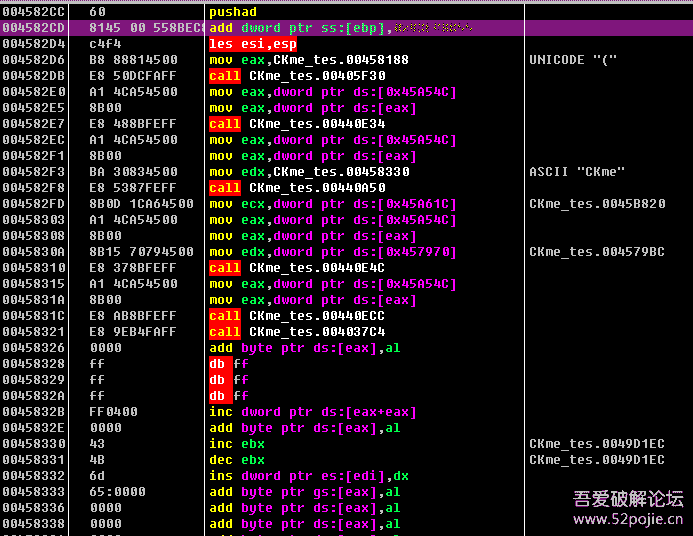 004582CC 60 pushad
004582CD 8145 00 558BEC8 add dword ptr ss:[ebp],
004582D4 c4f4 les esi,esp
004582D6 B8 88814500 mov eax,CKme_tes.00458188 UNICODE "("
004582DB E8 50DCFAFF call CKme_tes.00405F30
004582E0 A1 4CA54500 mov eax,dword ptr ds:[0x45A54C]
004582E5 8B00 mov eax,dword ptr ds:[eax]
004582E7 E8 488BFEFF call CKme_tes.00440E34
004582EC A1 4CA54500 mov eax,dword ptr ds:[0x45A54C]
004582F1 8B00 mov eax,dword ptr ds:[eax]
004582F3 BA 30834500 mov edx,CKme_tes.00458330 ASCII "CKme"
004582F8 E8 5387FEFF call CKme_tes.00440A50
004582FD 8B0D 1CA64500 mov ecx,dword ptr ds:[0x45A61C] CKme_tes.0045B820
00458303 A1 4CA54500 mov eax,dword ptr ds:[0x45A54C]
00458308 8B00 mov eax,dword ptr ds:[eax]
0045830A 8B15 70794500 mov edx,dword ptr ds:[0x457970] CKme_tes.004579BC
00458310 E8 378BFEFF call CKme_tes.00440E4C
00458315 A1 4CA54500 mov eax,dword ptr ds:[0x45A54C]
0045831A 8B00 mov eax,dword ptr ds:[eax]
0045831C E8 AB8BFEFF call CKme_tes.00440ECC
00458321 E8 9EB4FAFF call CKme_tes.004037C4
00458326 0000 add byte ptr ds:[eax],al
00458328 ff db ff
00458329 ff db ff
0045832A ff db ff
0045832B FF0400 inc dword ptr ds:[eax+eax]
0045832E 0000 add byte ptr ds:[eax],al
00458330 43 inc ebx CKme_tes.0049D1EC
00458331 4B dec ebx CKme_tes.0049D1EC
00458332 6d ins dword ptr es:[edi],dx
00458333 65:0000 add byte ptr gs:[eax],al
00458336 0000 add byte ptr ds:[eax],al
00458338 0000 add byte ptr ds:[eax],al
吾爱破解论坛
www.52pojie.cn